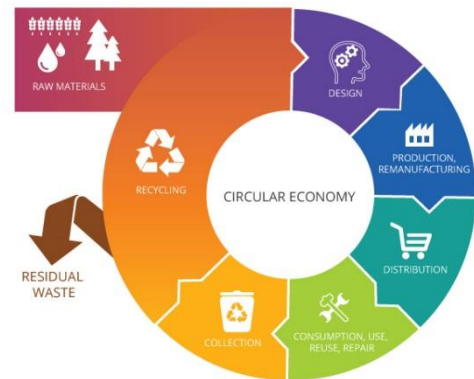 RAW MATERIALS
DESIGN
PRODUCTION,
REMANUFACTURING
RECYCLING
CIRCULAR ECONOMY
DISTRIBUTION
RESIDUAL
WASTE
COLLECTION
CONSUMPTION, USE,
REUSE, REPAIR